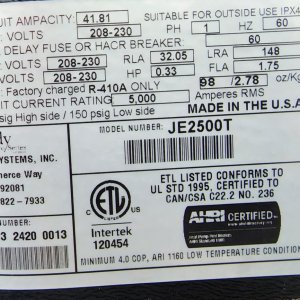 UIT AMPACITY 41.81 SUITABLE FOR OUTSIDE USE IPX4
VOLTS 208-230 PH 1 HZ 60
DELAY FUSE OR HACR BREAKER 60
VOLTS 208-230 RLA 32.05 LRA 148
VOLTS 208-230 HP 0.33 FLA 1.75
Factory charged R-410A ONLY 98 / 2.78 oz/Kg
UIT CURRENT RATING 5,000 Amperes RMS
psig High side / 150 psig Low side MADE IN THE U.S.A
MODEL NUMBER JE2500T
SYSTEMS, INC.
merce Way
92081
822-7933
3 2420 0013
ETL
Intertek
120454
ETL LISTED CONFORMS TO
UL STD 1995, CERTIFIED TO
CAN/CSA C22.2 NO. 236
AHRI CERTIFIED
MINIMUM 4.0 COP, ARI 1160 LOW TEMPERATURE CONDITIONS